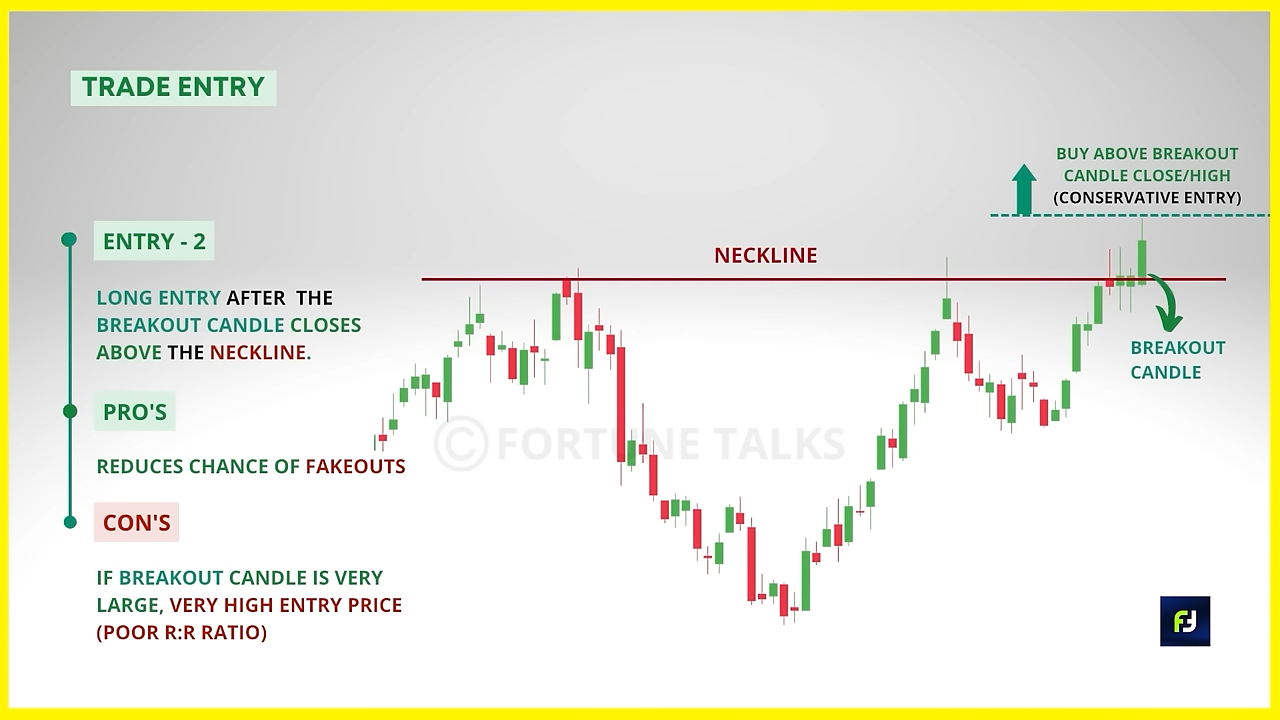 TRADE ENTRY
BUY ABOVE BREAKOUT
CANDLE CLOSE/HIGH
(CONSERVATIVE ENTRY)
ENTRY - 2
NECKLINE
LONG ENTRY AFTER THE
BREAKOUT CANDLE CLOSES
ABOVE THE NECKLINE.
BREAKOUT
CANDLE
PRO'S
© FORTUNE TALKS
REDUCES CHANCE OF FAKEOUTS
CON'S
IF BREAKOUT CANDLE IS VERY
LARGE, VERY HIGH ENTRY PRICE
(POOR R:R RATIO)